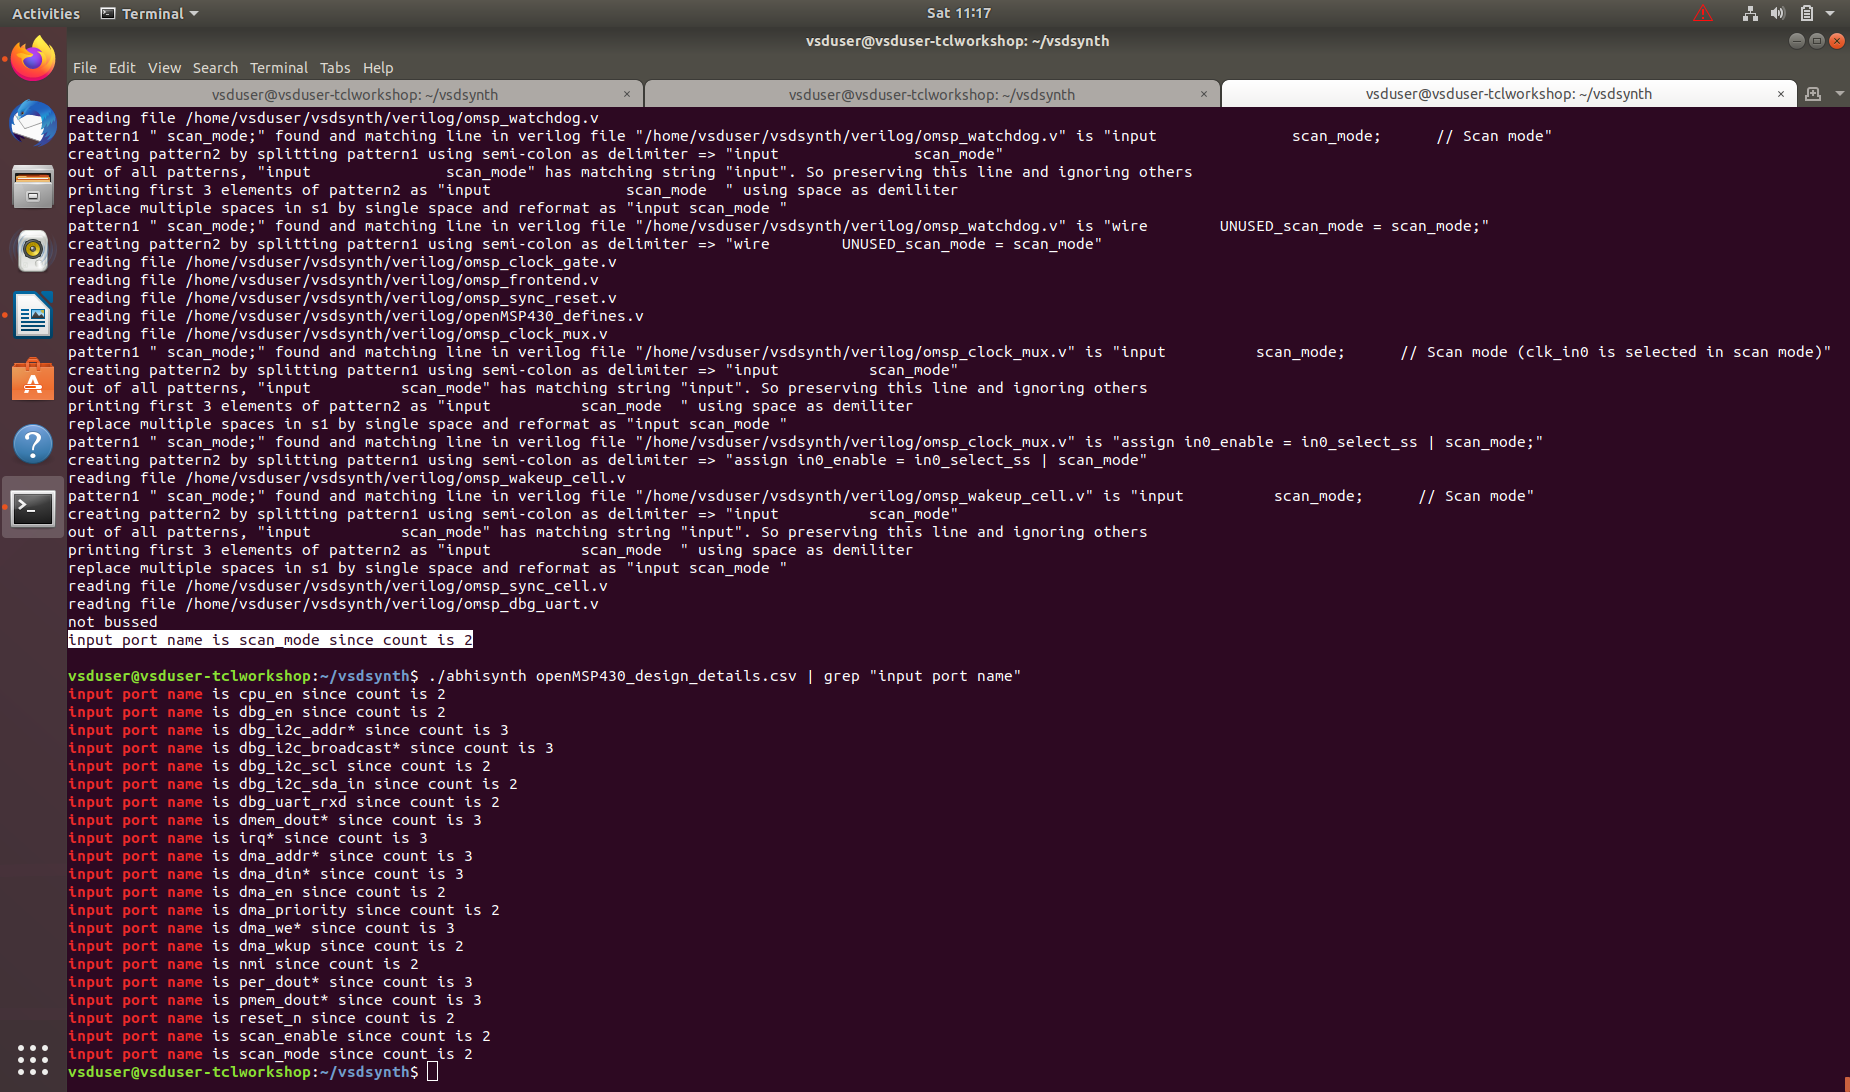 Activities Terminal Sat 11:17
vsduser@vsduser-tclworkshop: ~/vsdsynth
File Edit View Search Terminal Tabs Help
vsduser@vsduser-tclworkshop: ~/vsdsynth × vsduser@vsduser-tclworkshop: ~/vsdsynth × vsduser@vsduser-tclworkshop: ~/vsdsynth ×
reading file /home/vsduser/vsdsynth/verilog/omsp_watchdog.v
pattern1 " scan_mode;" found and matching line in verilog file "/home/vsduser/vsdsynth/verilog/omsp_watchdog.v" is "input               scan_mode;      // Scan mode"
creating pattern2 by splitting pattern1 using semi-colon as delimiter => "input               scan_mode"
out of all patterns, "input               scan_mode" has matching string "input". So preserving this line and ignoring others
printing first 3 elements of pattern2 as "input               scan_mode  " using space as demiliter
replace multiple spaces in s1 by single space and reformat as "input scan_mode "
pattern1 " scan_mode;" found and matching line in verilog file "/home/vsduser/vsdsynth/verilog/omsp_watchdog.v" is "wire        UNUSED_scan_mode = scan_mode;"
creating pattern2 by splitting pattern1 using semi-colon as delimiter => "wire        UNUSED_scan_mode = scan_mode"
reading file /home/vsduser/vsdsynth/verilog/omsp_clock_gate.v
reading file /home/vsduser/vsdsynth/verilog/omsp_frontend.v
reading file /home/vsduser/vsdsynth/verilog/omsp_sync_reset.v
reading file /home/vsduser/vsdsynth/verilog/openMSP430_defines.v
reading file /home/vsduser/vsdsynth/verilog/omsp_clock_mux.v
pattern1 " scan_mode;" found and matching line in verilog file "/home/vsduser/vsdsynth/verilog/omsp_clock_mux.v" is "input          scan_mode;      // Scan mode (clk_in0 is selected in scan mode)"
creating pattern2 by splitting pattern1 using semi-colon as delimiter => "input          scan_mode"
out of all patterns, "input          scan_mode" has matching string "input". So preserving this line and ignoring others
printing first 3 elements of pattern2 as "input          scan_mode  " using space as demiliter
replace multiple spaces in s1 by single space and reformat as "input scan_mode "
pattern1 " scan_mode;" found and matching line in verilog file "/home/vsduser/vsdsynth/verilog/omsp_clock_mux.v" is "assign in0_enable = in0_select_ss | scan_mode;"
creating pattern2 by splitting pattern1 using semi-colon as delimiter => "assign in0_enable = in0_select_ss | scan_mode"
reading file /home/vsduser/vsdsynth/verilog/omsp_wakeup_cell.v
pattern1 " scan_mode;" found and matching line in verilog file "/home/vsduser/vsdsynth/verilog/omsp_wakeup_cell.v" is "input          scan_mode;      // Scan mode"
creating pattern2 by splitting pattern1 using semi-colon as delimiter => "input          scan_mode"
out of all patterns, "input          scan_mode" has matching string "input". So preserving this line and ignoring others
printing first 3 elements of pattern2 as "input          scan_mode  " using space as demiliter
replace multiple spaces in s1 by single space and reformat as "input scan_mode "
reading file /home/vsduser/vsdsynth/verilog/omsp_sync_cell.v
reading file /home/vsduser/vsdsynth/verilog/omsp_dbg_uart.v
not bussed
input port name is scan_mode since count is 2
vsduser@vsduser-tclworkshop:~/vsdsynth$ ./abhisynth openMSP430_design_details.csv | grep "input port name"
input port name is cpu_en since count is 2
input port name is dbg_en since count is 2
input port name is dbg_i2c_addr* since count is 3
input port name is dbg_i2c_broadcast* since count is 3
input port name is dbg_i2c_scl since count is 2
input port name is dbg_i2c_sda_in since count is 2
input port name is dbg_uart_rxd since count is 2
input port name is dmem_dout* since count is 3
input port name is irq* since count is 3
input port name is dma_addr* since count is 3
input port name is dma_din* since count is 3
input port name is dma_en since count is 2
input port name is dma_priority since count is 2
input port name is dma_we* since count is 3
input port name is dma_wkup since count is 2
input port name is nmi since count is 2
input port name is per_dout* since count is 3
input port name is pmem_dout* since count is 3
input port name is reset_n since count is 2
input port name is scan_enable since count is 2
input port name is scan_mode since count is 2
vsduser@vsduser-tclworkshop:~/vsdsynth$